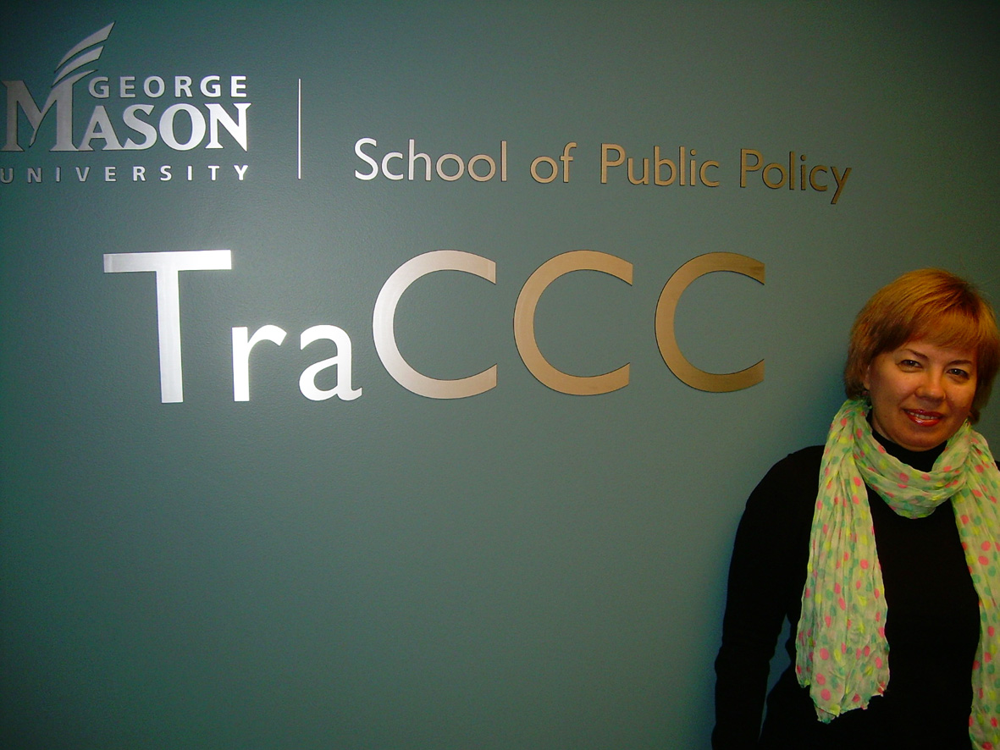 GEORGE
MASON
UNIVERSITY
School of Public Policy
TraCCC